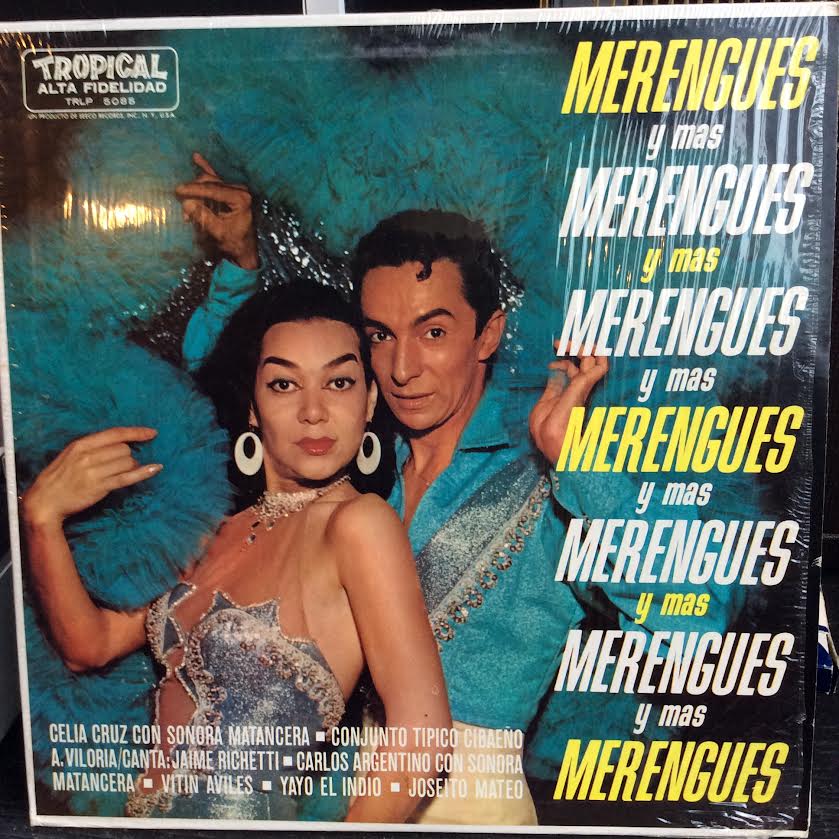 TROPICAL
ALTA FIDELIDAD
TRLP 5085
UN PRODUCTO DE SEECO RECORDS, INC., N. Y., U.S.A.
MERENGUES
y mas
MERENGUES
y mas
MERENGUES
y mas
MERENGUES
y mas
MERENGUES
y mas
MERENGUES
y mas
MERENGUES
CELIA CRUZ CON SONORA MATANCERA ▪ CONJUNTO TIPICO CIBAEÑO
A. VILORIA/CANTA: JAIME RICHETTI ▪ CARLOS ARGENTINO CON SONORA
MATANCERA ▪ VITIN AVILES ▪ YAYO EL INDIO ▪ JOSEITO MATEO